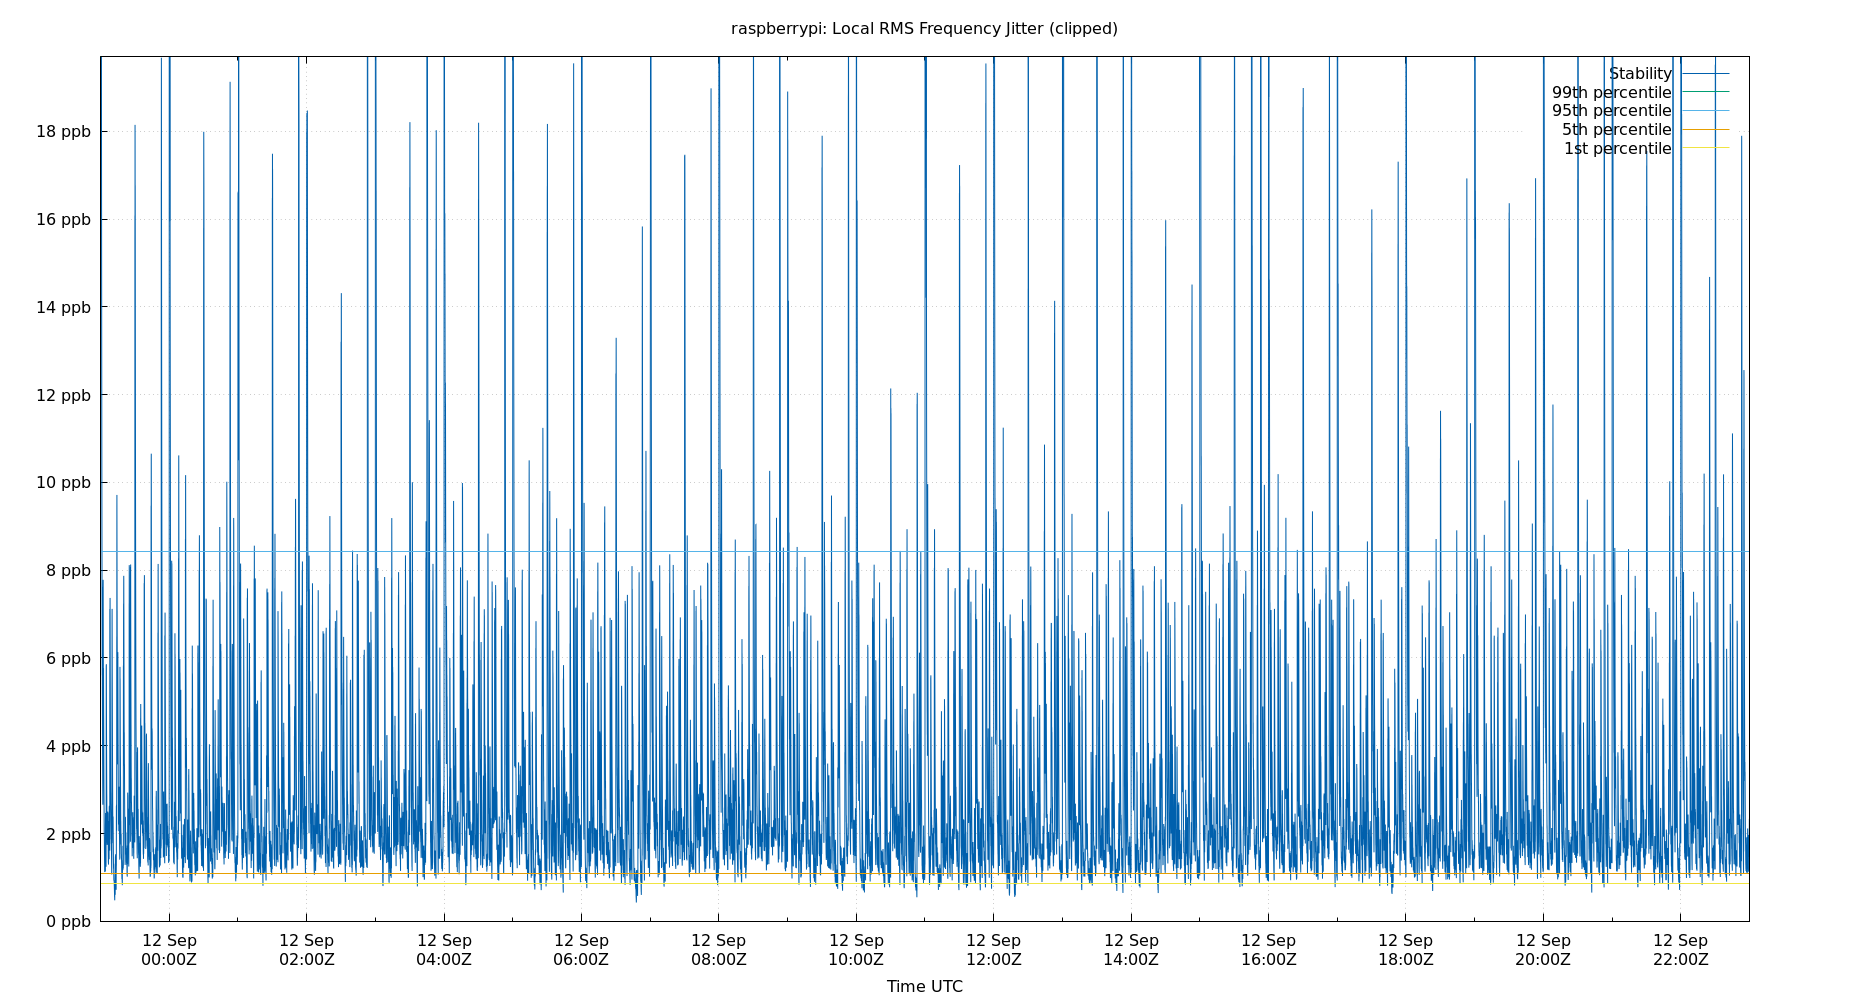 raspberrypi: Local RMS Frequency Jitter (clipped)
Stability
99th percentile
95th percentile
5th percentile
1st percentile
18 ppb
16 ppb
14 ppb
12 ppb
10 ppb
8 ppb
6 ppb
4 ppb
2 ppb
0 ppb
12 Sep 12 Sep 12 Sep 12 Sep 12 Sep 12 Sep 12 Sep 12 Sep 12 Sep 12 Sep 12 Sep 12 Sep
00:00Z 02:00Z 04:00Z 06:00Z 08:00Z 10:00Z 12:00Z 14:00Z 16:00Z 18:00Z 20:00Z 22:00Z
Time UTC